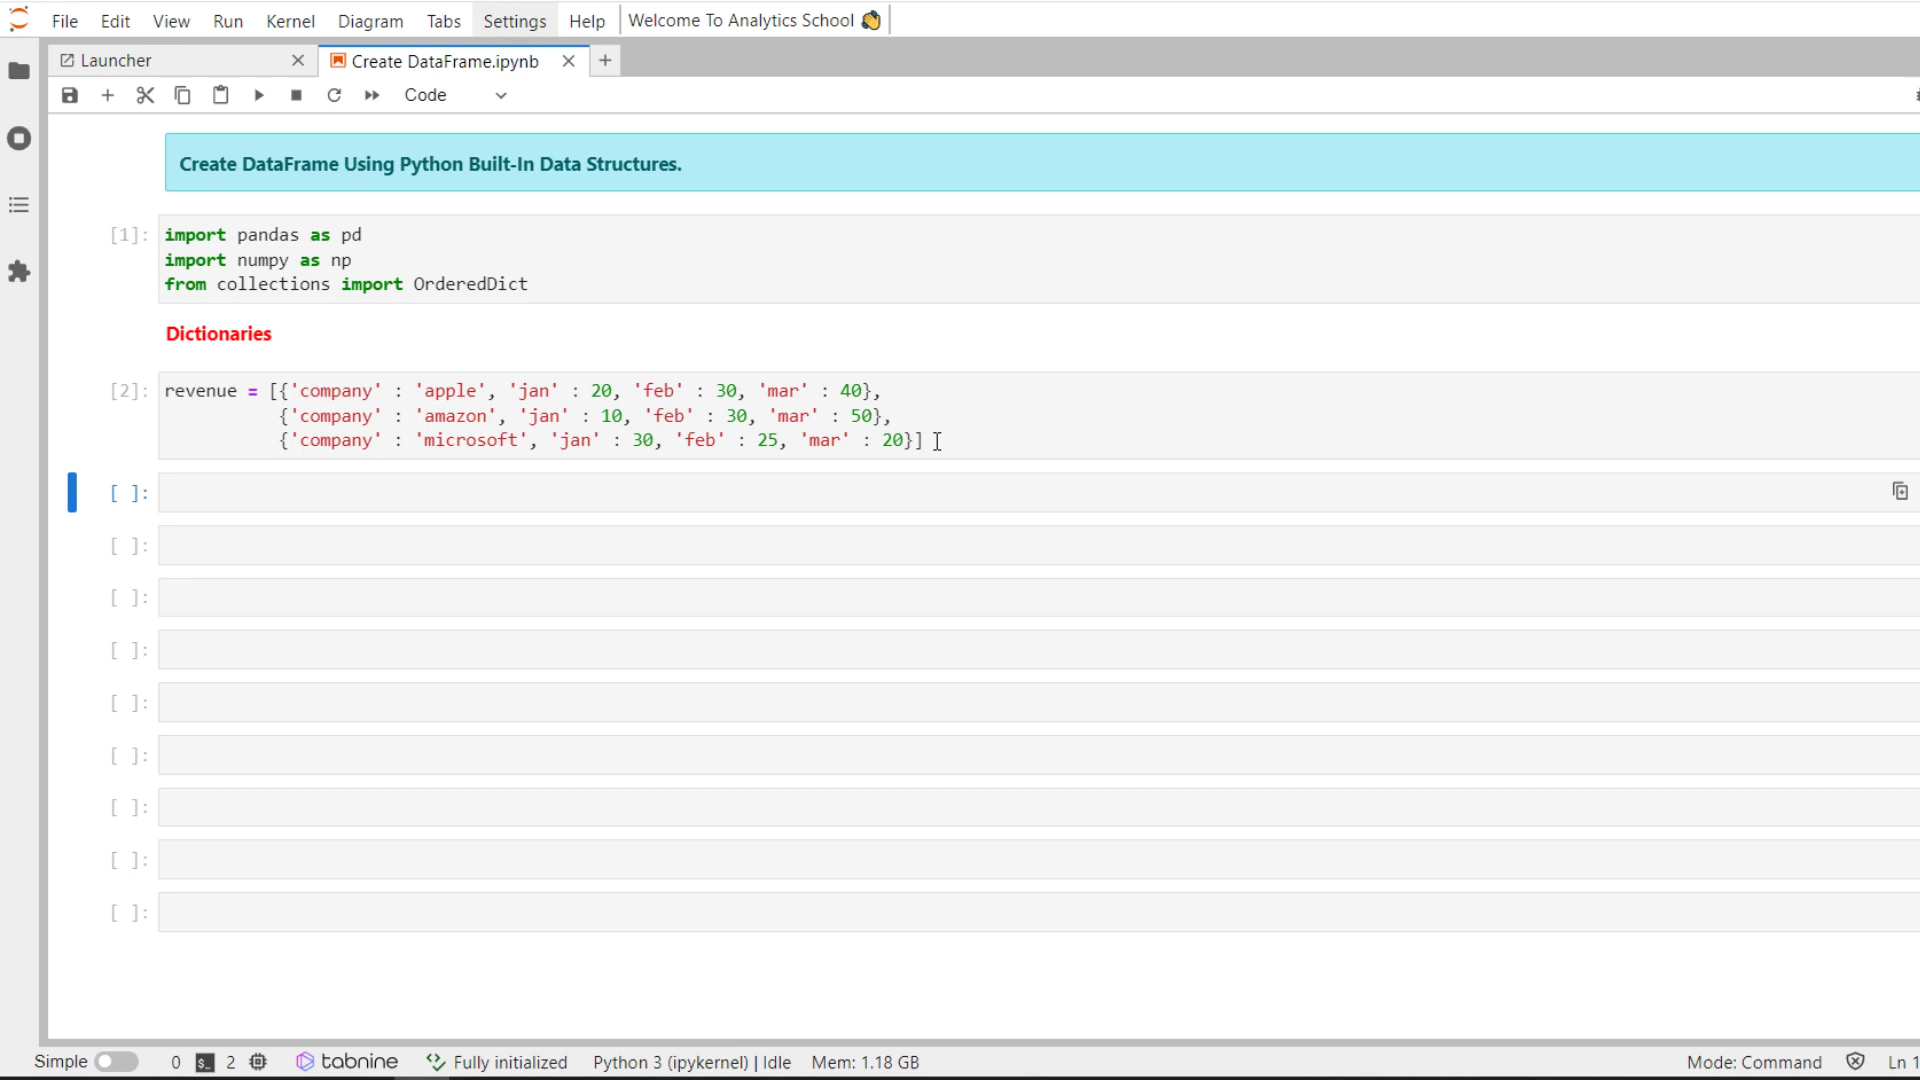 File Edit View Run Kernel Diagram Tabs Settings Help Welcome To Analytics School 👋
Launcher Create DataFrame.ipynb
Code
Create DataFrame Using Python Built-In Data Structures.
[1]: import pandas as pd
import numpy as np
from collections import OrderedDict
Dictionaries
[2]: revenue = [{'company' : 'apple', 'jan' : 20, 'feb' : 30, 'mar' : 40},
{'company' : 'amazon', 'jan' : 10, 'feb' : 30, 'mar' : 50},
{'company' : 'microsoft', 'jan' : 30, 'feb' : 25, 'mar' : 20}]
[ ]:
[ ]:
[ ]:
[ ]:
[ ]:
[ ]:
[ ]:
[ ]:
[ ]:
Simple 0 $_ 2 tabnine Fully initialized Python 3 (ipykernel) | Idle Mem: 1.18 GB Mode: Command Ln 1